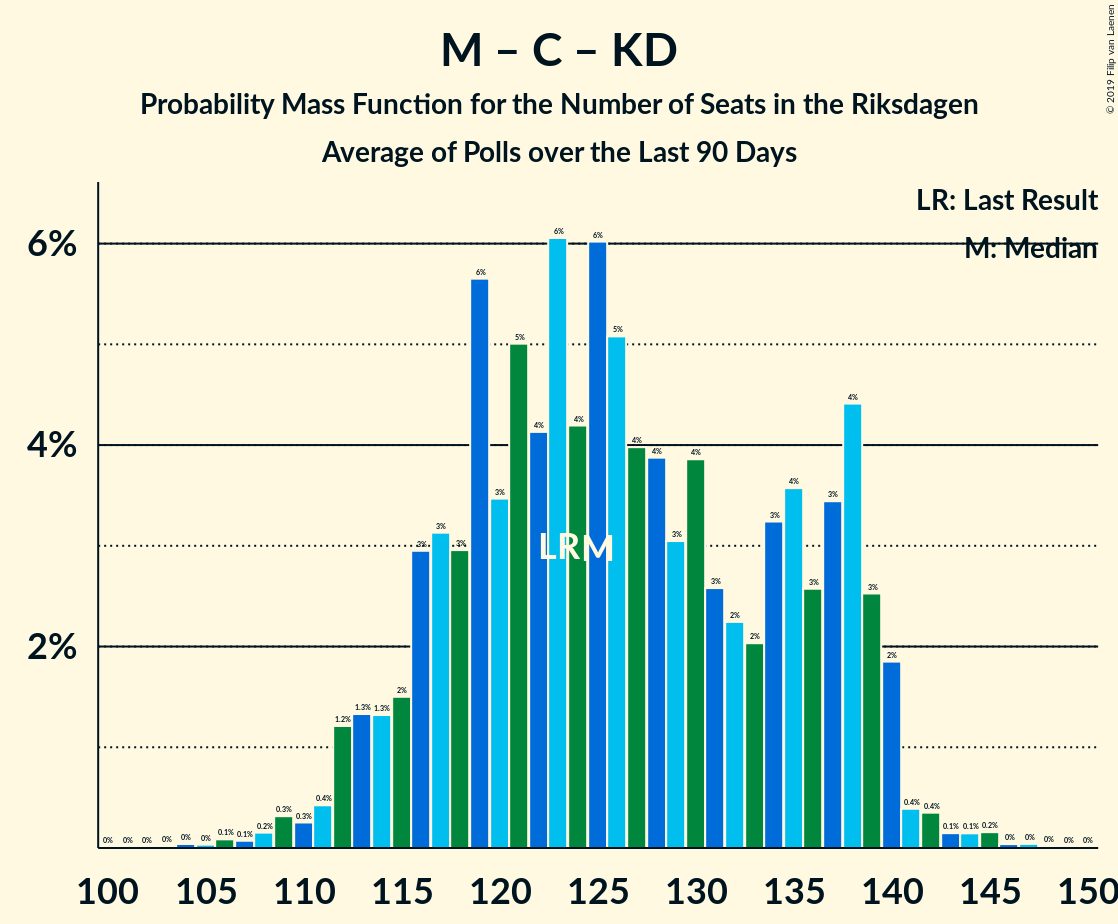 M – C – KD
Probability Mass Function for the Number of Seats in the Riksdagen
Average of Polls over the Last 90 Days
© 2019 Filip van Laenen
LR: Last Result
M: Median
6%
4%
2%
0% 0% 0% 0% 0% 0% 0.1% 0.1% 0.2% 0.3% 0.3% 0.4% 1.2% 1.3% 1.3% 2% 3% 3% 3% 6% 3% 5% 4% 6% 4% 6% 5% 4% 4% 3% 4% 3% 2% 2% 3% 4% 3% 3% 4% 3% 2% 0.4% 0.4% 0.1% 0.1% 0.2% 0% 0% 0% 0% 0%
LR M
100 105 110 115 120 125 130 135 140 145 150